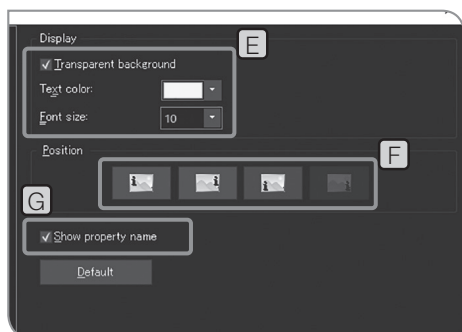 Display
E
✓ Transparent background
Text color:
Font size: 10
Position
F
G
✓ Show property name
Default